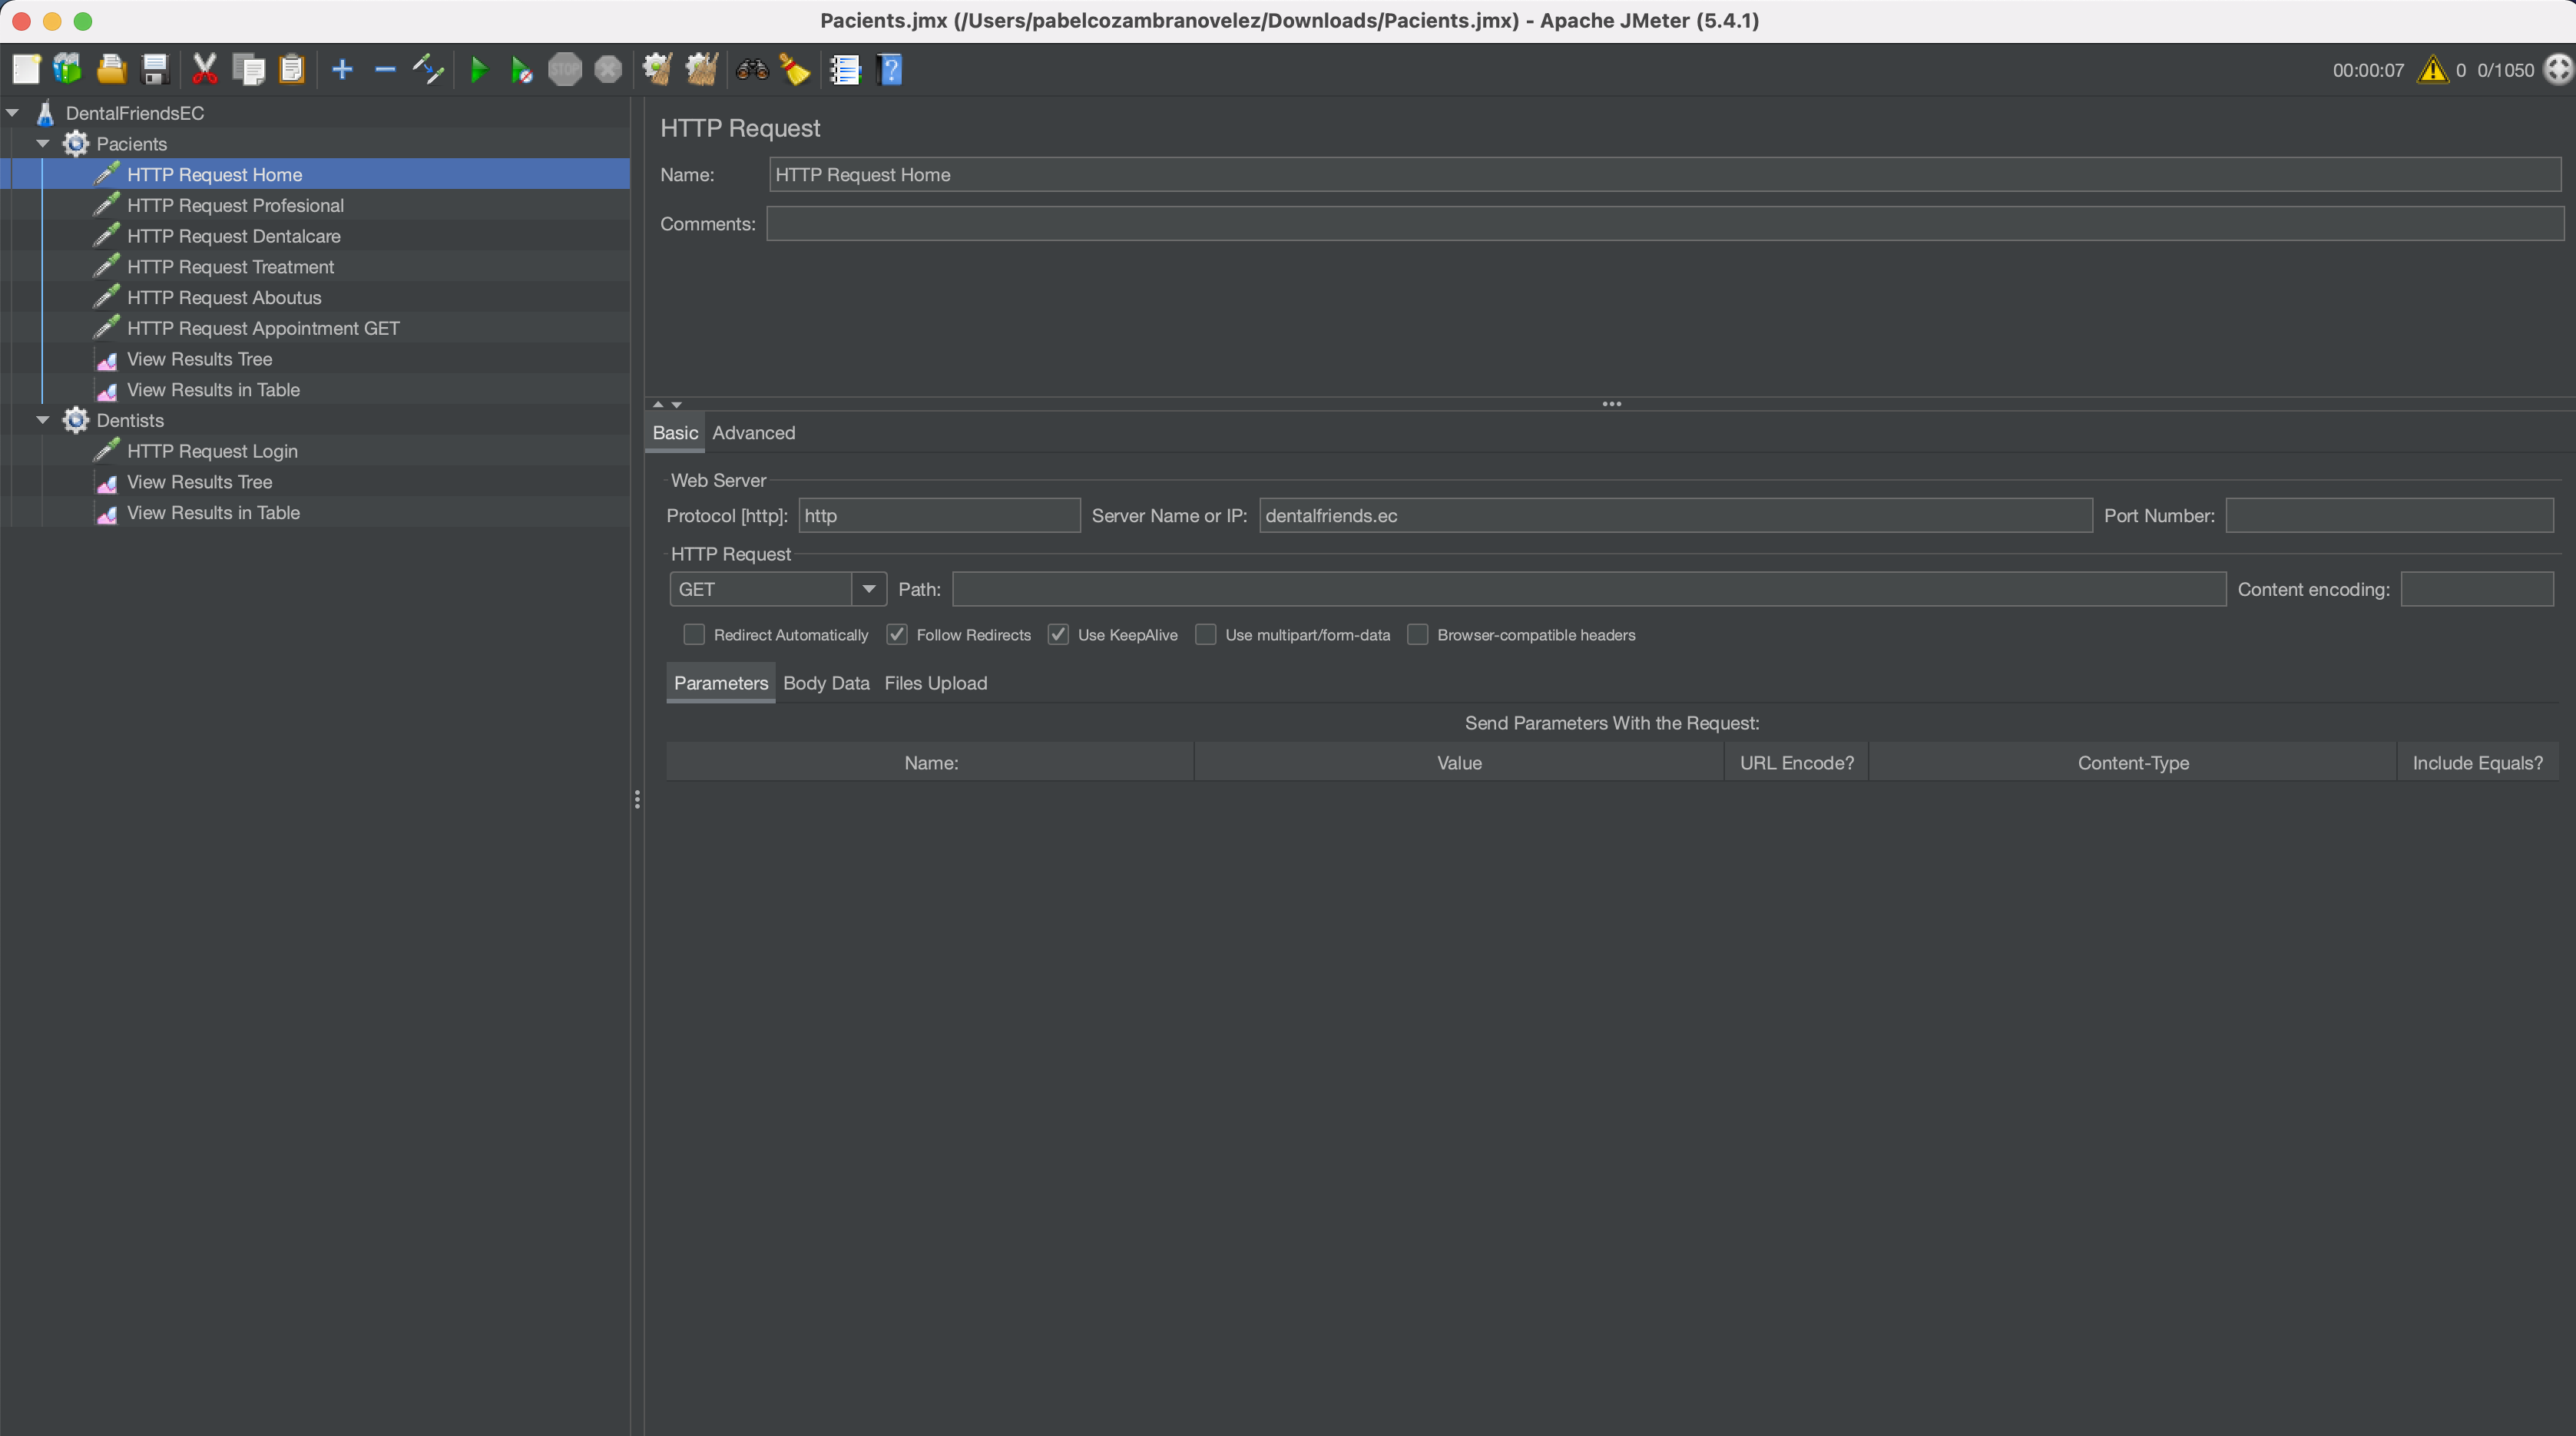 Pacients.jmx (/Users/pabelcozambranovelez/Downloads/Pacients.jmx) - Apache JMeter (5.4.1)
STOP
?
00:00:07 0 0/1050
DentalFriendsEC
Pacients
HTTP Request Home
HTTP Request Profesional
HTTP Request Dentalcare
HTTP Request Treatment
HTTP Request Aboutus
HTTP Request Appointment GET
View Results Tree
View Results in Table
Dentists
HTTP Request Login
View Results Tree
View Results in Table
HTTP Request
Name: HTTP Request Home
Comments:
Basic Advanced
Web Server
Protocol [http]: http Server Name or IP: dentalfriends.ec Port Number:
HTTP Request
GET Path: Content encoding:
Redirect Automatically Follow Redirects Use KeepAlive Use multipart/form-data Browser-compatible headers
Parameters Body Data Files Upload
Send Parameters With the Request:
Name: Value URL Encode? Content-Type Include Equals?